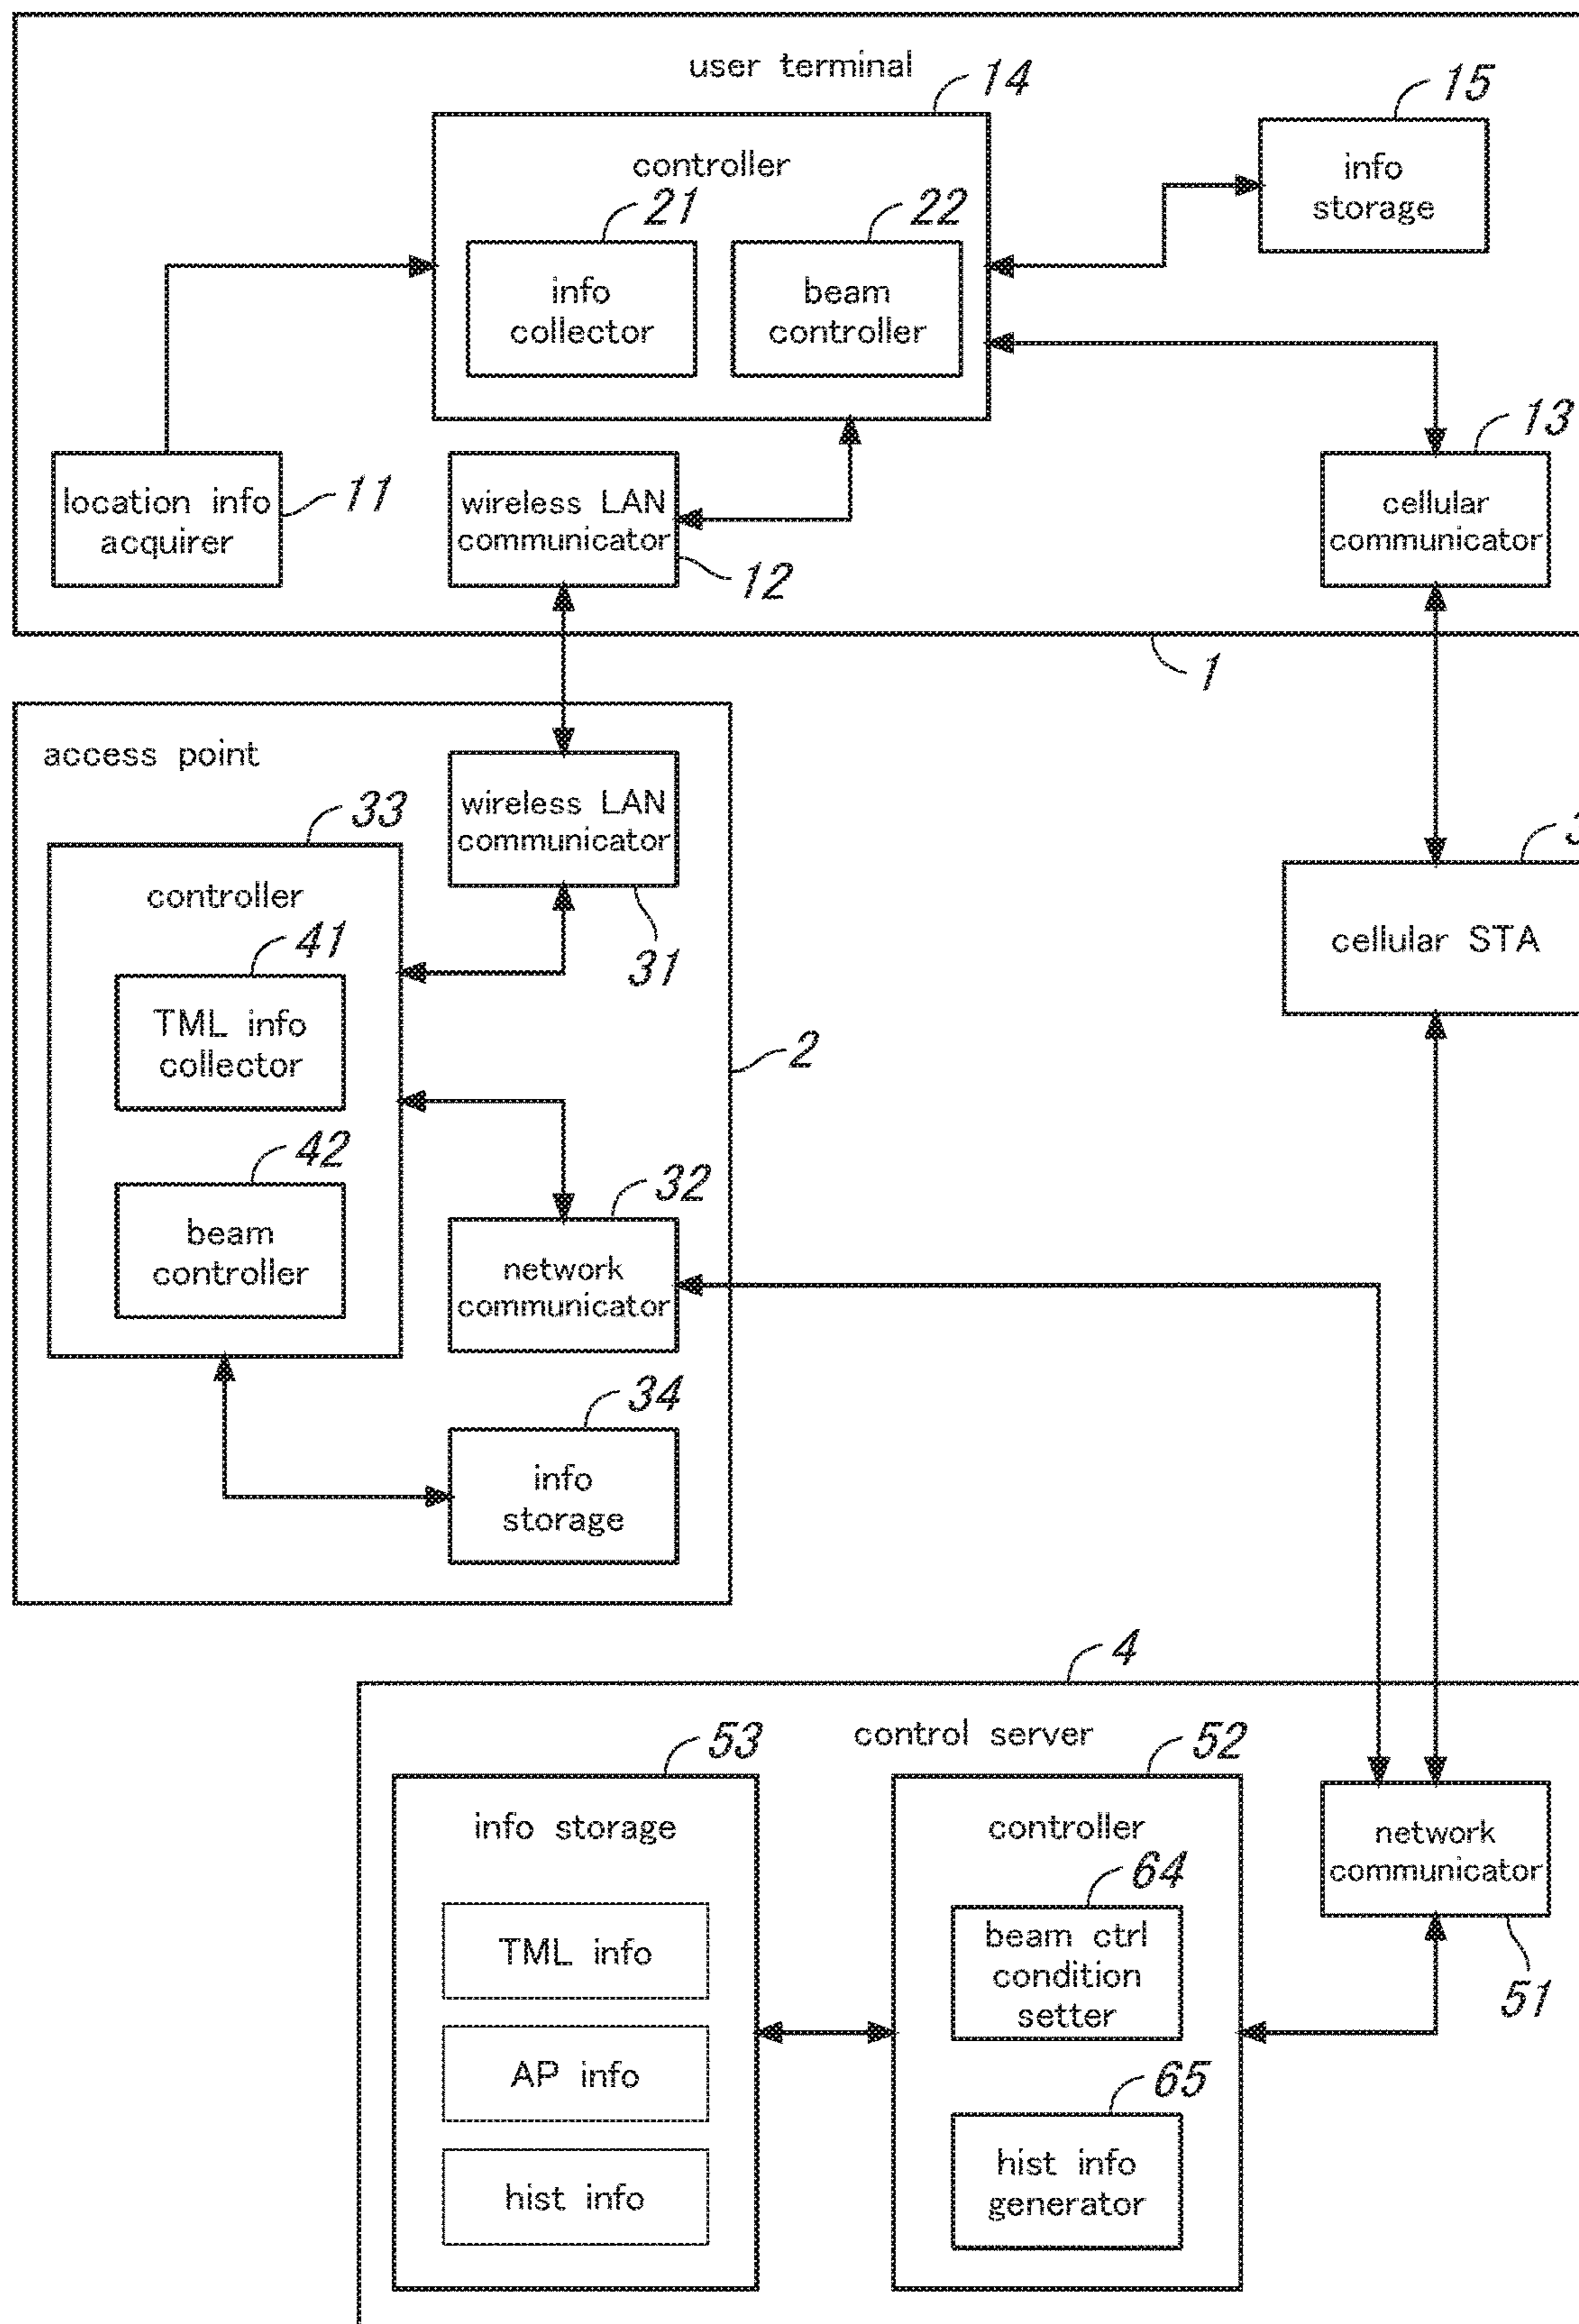 user terminal
14
15
controller
info
storage
21
22
info
collector
beam
controller
13
location info
acquirer
11
wireless LAN
communicator
12
cellular
communicator
1
access point
wireless LAN
communicator
33
3
controller
31
cellular STA
41
TML info
collector
2
42
32
beam
controller
network
communicator
34
info
storage
4
control server
53
52
info storage
controller
network
communicator
64
TML info
beam ctrl
condition
setter
51
AP info
65
hist info
hist info
generator